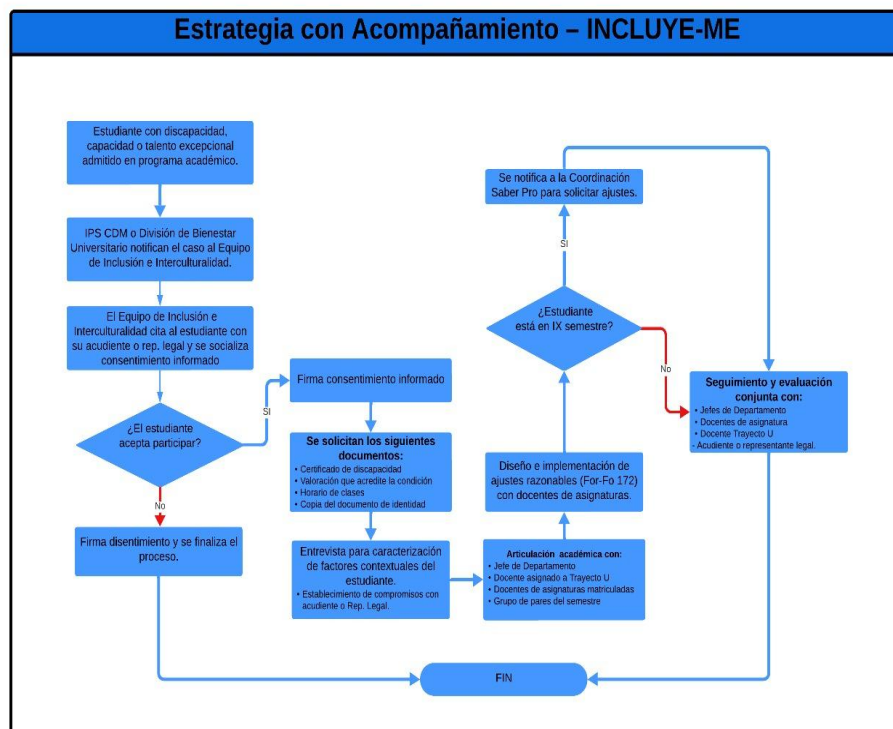 Estrategia con Acompañamiento – INCLUYE-ME
Estudiante con discapacidad,
capacidad o talento excepcional
admitido en programa académico.
IPS CDM o División de Bienestar
Universitario notifican el caso al Equipo
de Inclusión e Interculturalidad.
El Equipo de Inclusión e
Interculturalidad cita al estudiante con
su acudiente o rep. legal y se socializa
consentimiento informado
¿El estudiante
acepta participar?
No
Firma disentimiento y se finaliza el
proceso.
SI
Firma consentimiento informado
Se solicitan los siguientes
documentos:
• Certificado de discapacidad
• Valoración que acredite la condición
• Horario de clases
• Copia del documento de identidad
Entrevista para caracterización
de factores contextuales del
estudiante.
• Establecimiento de compromisos con
acudiente o Rep. Legal.
Articulación académica con:
• Jefe de Departamento
• Docente asignado a Trayecto U
• Docentes de asignaturas matriculadas
• Grupo de pares del semestre
Diseño e implementación de
ajustes razonables (For-Fo 172)
con docentes de asignaturas.
¿Estudiante
está en IX semestre?
SI
Se notifica a la Coordinación
Saber Pro para solicitar ajustes.
No
Seguimiento y evaluación
conjunta con:
• Jefes de Departamento
• Docentes de asignatura
• Docente Trayecto U
• Acudiente o representante legal.
FIN